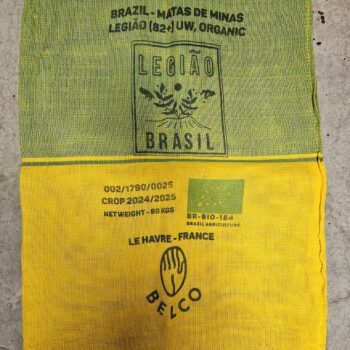 BRAZIL - MATAS DE MINAS
LEGIÃO (82+) UW, ORGANIC
LEGIÃO
BRASIL
002/1790/0025
CROP 2024/2025
NETWEIGHT - 60 KGS
BR-BIO-154
BRAZIL AGRICULTURE
LE HAVRE - FRANCE
BELCO